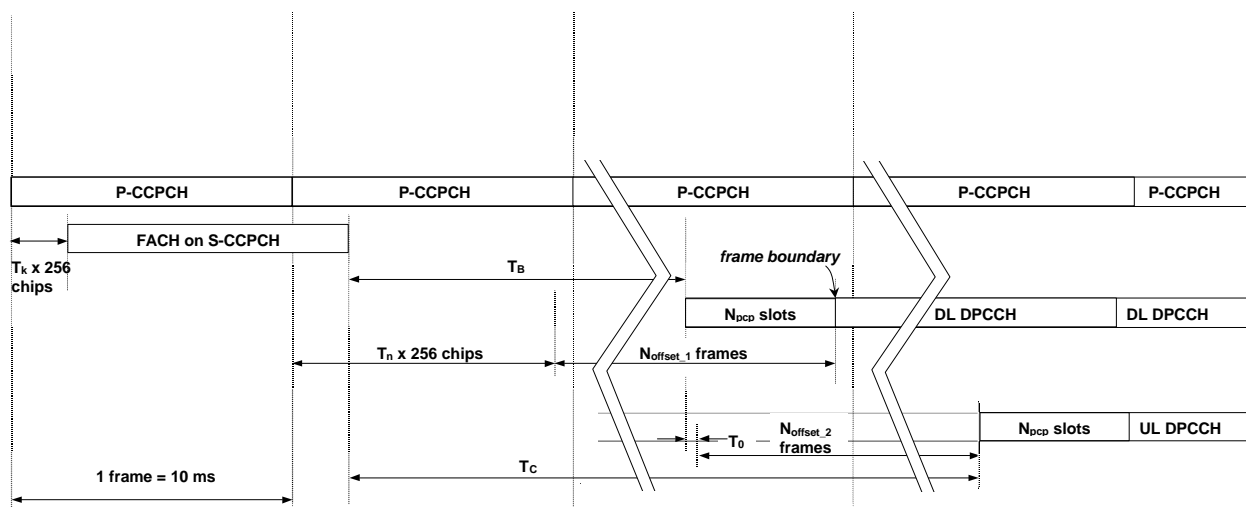 P-CCPCH P-CCPCH P-CCPCH P-CCPCH P-CCPCH
FACH on S-CCPCH
Tk x 256
chips
TB
frame boundary
Npcp slots DL DPCCH DL DPCCH
Tn x 256 chips
Noffset_1 frames
Noffset_2
frames
T0
Npcp slots UL DPCCH
TC
1 frame = 10 ms